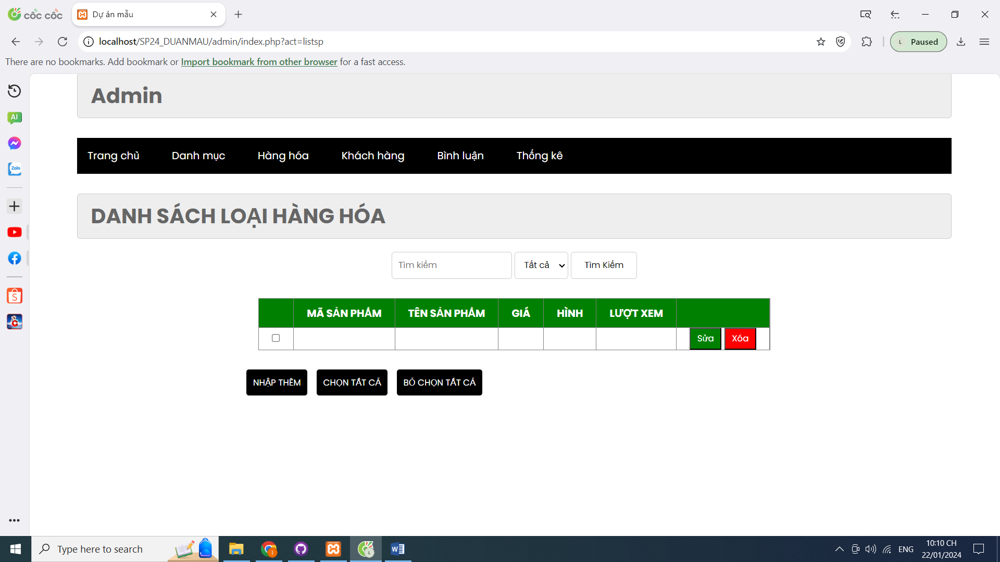 cốc cốc
Dự án mẫu
localhost/SP24_DUANMAU/admin/index.php?act=listsp
L Paused
There are no bookmarks. Add bookmark or Import bookmark from other browser for a fast access.
AI
Zalo
Admin
Trang chủ Danh mục Hàng hóa Khách hàng Bình luận Thống kê
DANH SÁCH LOẠI HÀNG HÓA
Tìm kiếm Tất cả Tìm Kiếm
MÃ SẢN PHẨM TÊN SẢN PHẨM GIÁ HÌNH LƯỢT XEM
Sửa Xóa
NHẬP THÊM CHỌN TẤT CẢ BỎ CHỌN TẤT CẢ
Type here to search
ENG
10:10 CH
22/01/2024